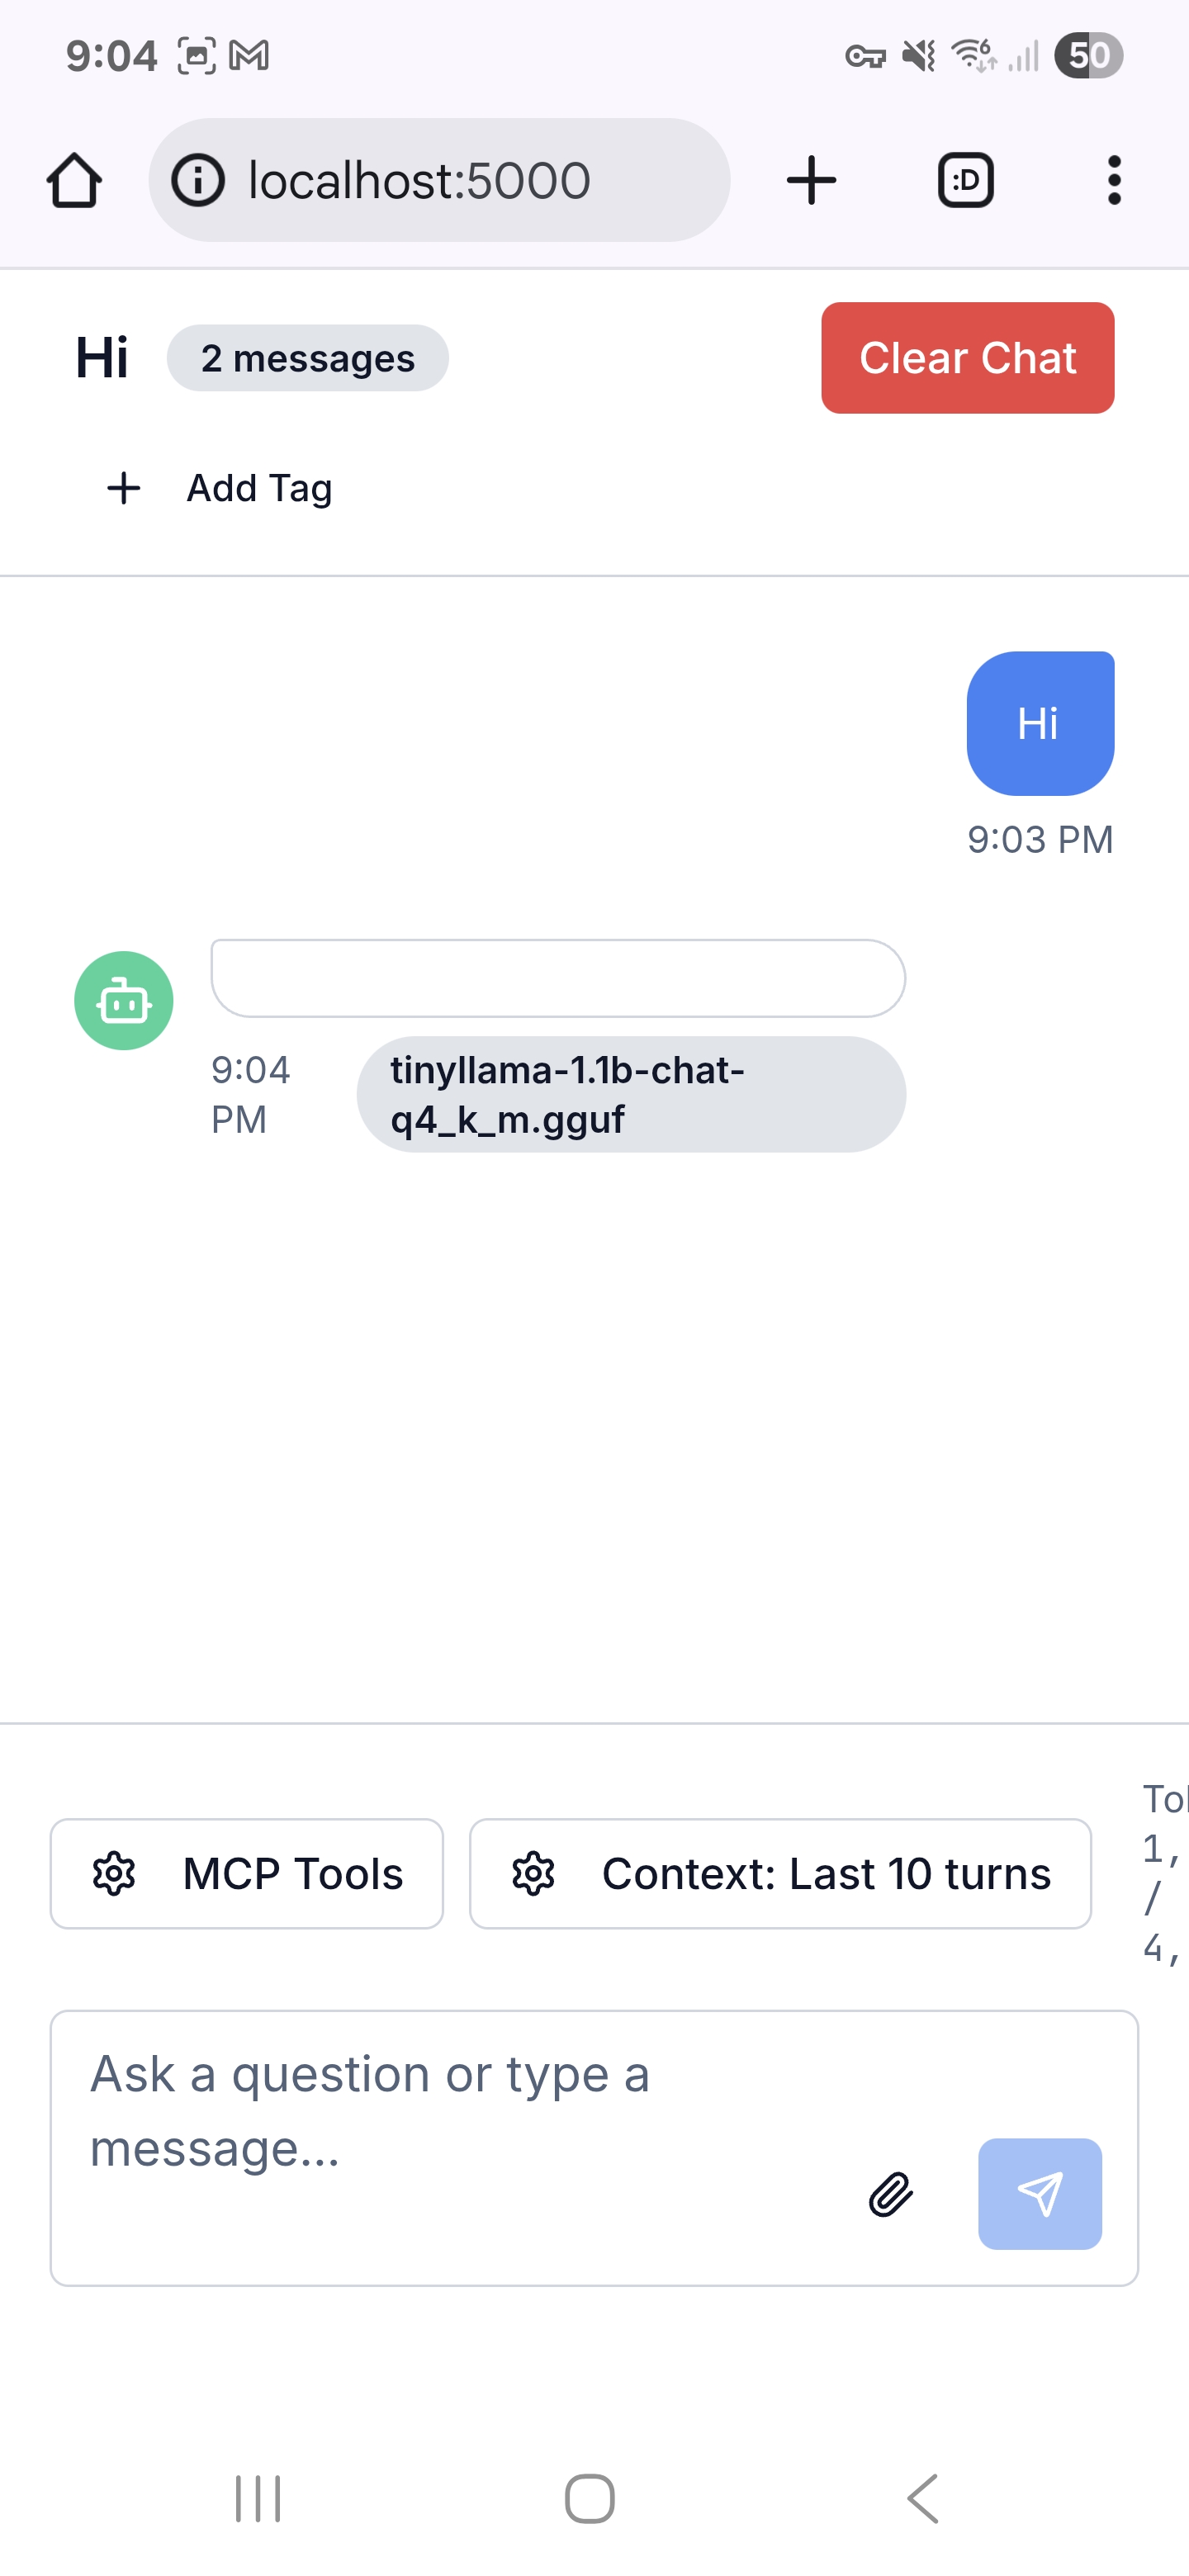 9:04
6
50
localhost:5000
:D
Hi
2 messages
Clear Chat
Add Tag
Hi
9:03 PM
9:04
PM
tinyllama-1.1b-chat-
q4_k_m.gguf
MCP Tools
Context: Last 10 turns
1,
/
4,
Ask a question or type a
message...